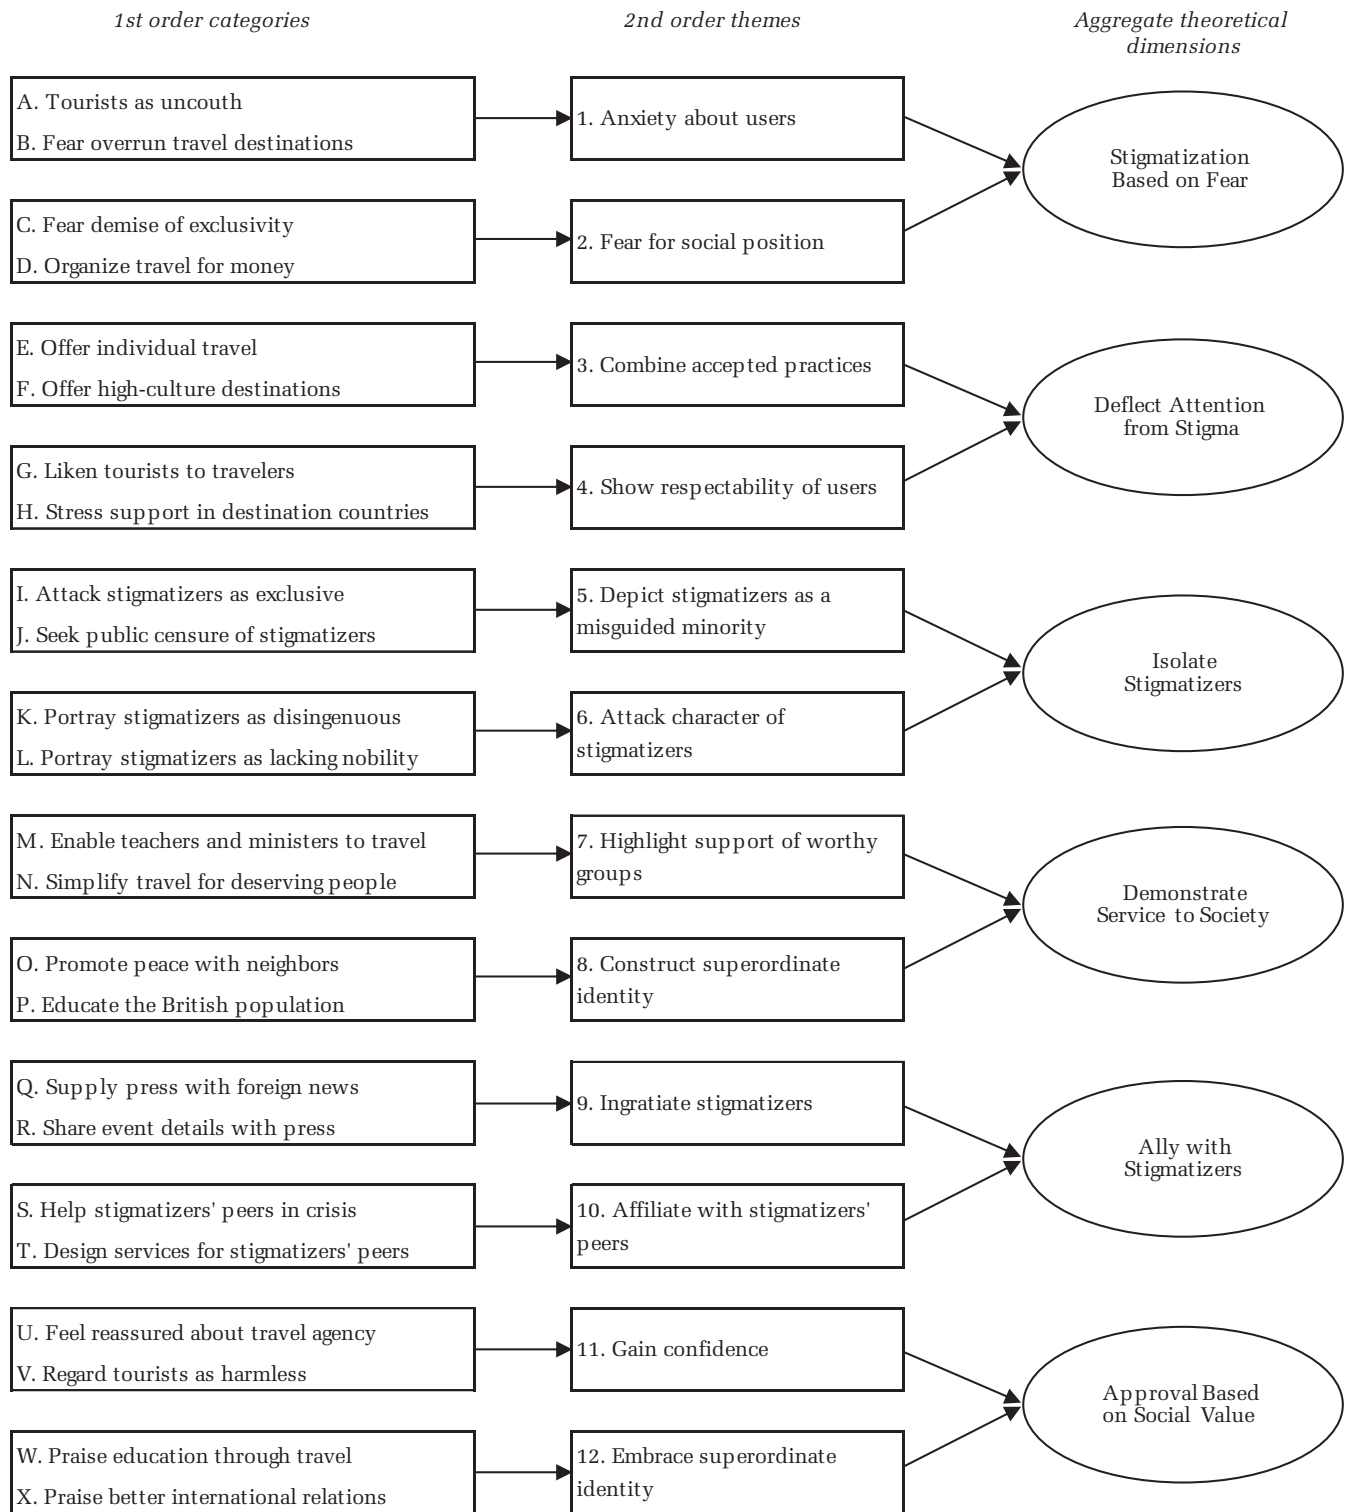 1st order categories
2nd order themes
Aggregate theoretical
dimensions
A. Tourists as uncouth
B. Fear overrun travel destinations
1. Anxiety about users
C. Fear demise of exclusivity
D. Organize travel for money
2. Fear for social position
Stigmatization
Based on Fear
E. Offer individual travel
F. Offer high-culture destinations
3. Combine accepted practices
G. Liken tourists to travelers
H. Stress support in destination countries
4. Show respectability of users
Deflect Attention
from Stigma
I. Attack stigmatizers as exclusive
J. Seek public censure of stigmatizers
5. Depict stigmatizers as a
misguided minority
K. Portray stigmatizers as disingenuous
L. Portray stigmatizers as lacking nobility
6. Attack character of
stigmatizers
Isolate
Stigmatizers
M. Enable teachers and ministers to travel
N. Simplify travel for deserving people
7. Highlight support of worthy
groups
O. Promote peace with neighbors
P. Educate the British population
8. Construct superordinate
identity
Demonstrate
Service to Society
Q. Supply press with foreign news
R. Share event details with press
9. Ingratiate stigmatizers
S. Help stigmatizers' peers in crisis
T. Design services for stigmatizers' peers
10. Affiliate with stigmatizers'
peers
Ally with
Stigmatizers
U. Feel reassured about travel agency
V. Regard tourists as harmless
11. Gain confidence
W. Praise education through travel
X. Praise better international relations
12. Embrace superordinate
identity
Approval Based
on Social Value